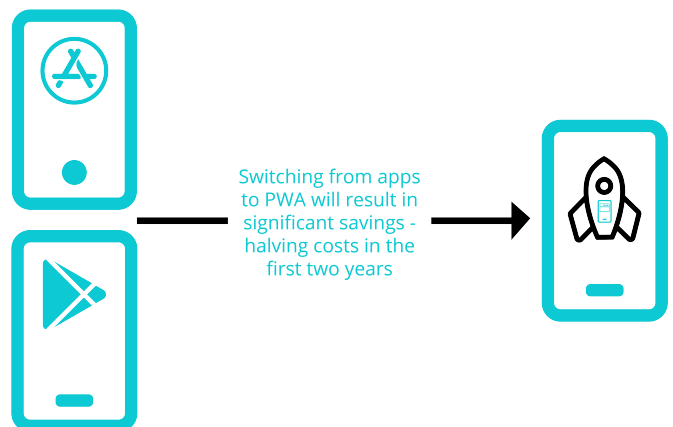 Switching from apps
to PWA will result in
significant savings -
halving costs in the
first two years